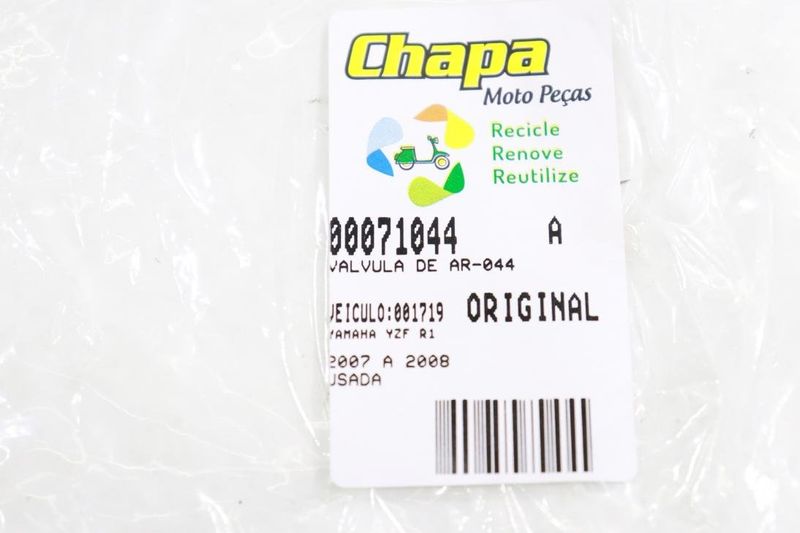 Chapa
Moto Peças
Recicle
Renove
Reutilize
00071044 A
VALVULA DE AR-044
VEICULO:001719 ORIGINAL
YAMAHA YZF R1
2007 A 2008
USADA